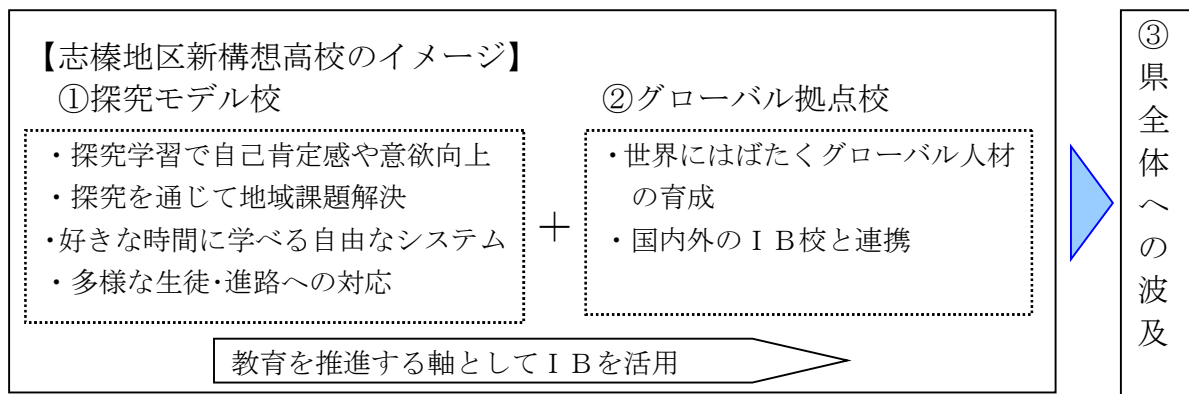 【志榛地区新構想高校のイメージ】
①探究モデル校
・探究学習で自己肯定感や意欲向上
・探究を通じて地域課題解決
・好きな時間に学べる自由なシステム
・多様な生徒・進路への対応
＋
②グローバル拠点校
・世界にはばたくグローバル人材
の育成
・国内外のＩＢ校と連携
教育を推進する軸としてＩＢを活用
③県全体への波及